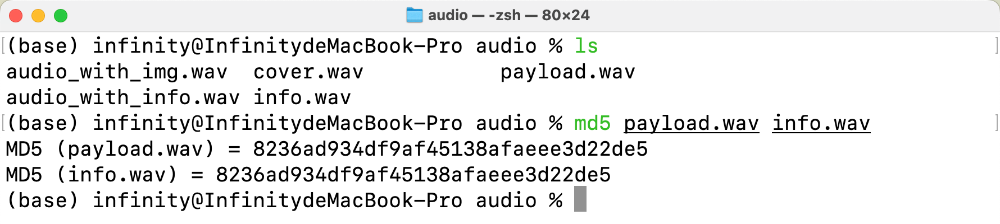 audio — -zsh — 80×24
(base) infinity@InfinitydeMacBook-Pro audio % ls
audio_with_img.wav  cover.wav           payload.wav
audio_with_info.wav info.wav
(base) infinity@InfinitydeMacBook-Pro audio % md5 payload.wav info.wav
MD5 (payload.wav) = 8236ad934df9af45138afaeee3d22de5
MD5 (info.wav) = 8236ad934df9af45138afaeee3d22de5
(base) infinity@InfinitydeMacBook-Pro audio %